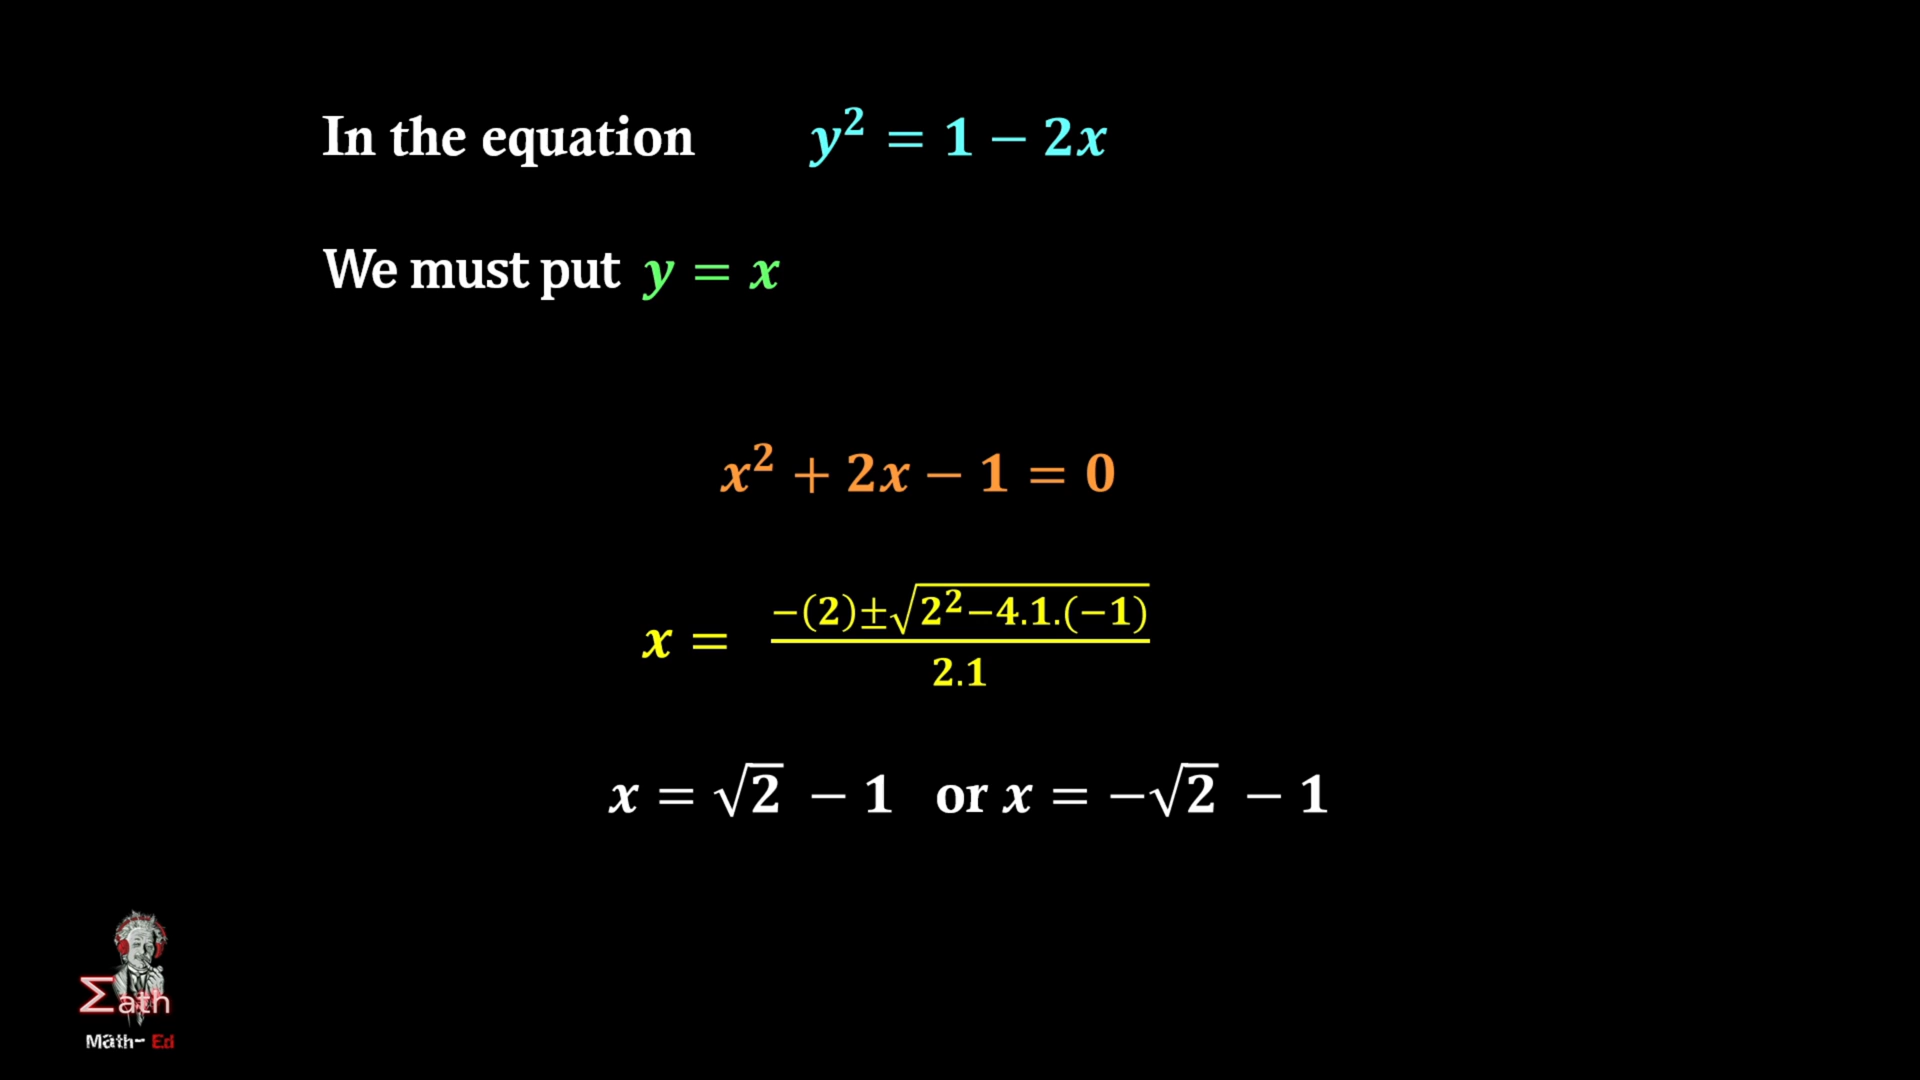 In the equation y² = 1 − 2x
We must put y = x
x² + 2x − 1 = 0
x = −(2)±√2²−4.1.(−1) / 2.1
x = √2 − 1 or x = −√2 − 1
Σath
Math- Ed